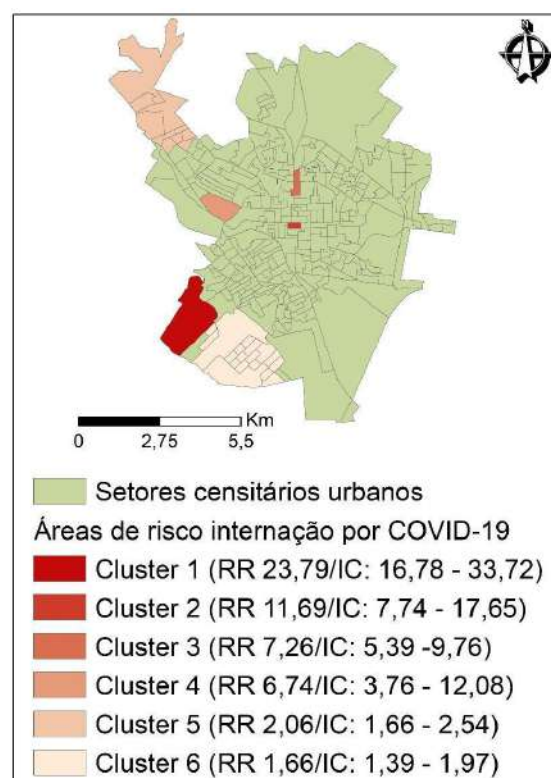 N
Km
0 2,75 5,5
Setores censitários urbanos
Áreas de risco internação por COVID-19
Cluster 1 (RR 23,79/IC: 16,78 - 33,72)
Cluster 2 (RR 11,69/IC: 7,74 - 17,65)
Cluster 3 (RR 7,26/IC: 5,39 -9,76)
Cluster 4 (RR 6,74/IC: 3,76 - 12,08)
Cluster 5 (RR 2,06/IC: 1,66 - 2,54)
Cluster 6 (RR 1,66/IC: 1,39 - 1,97)